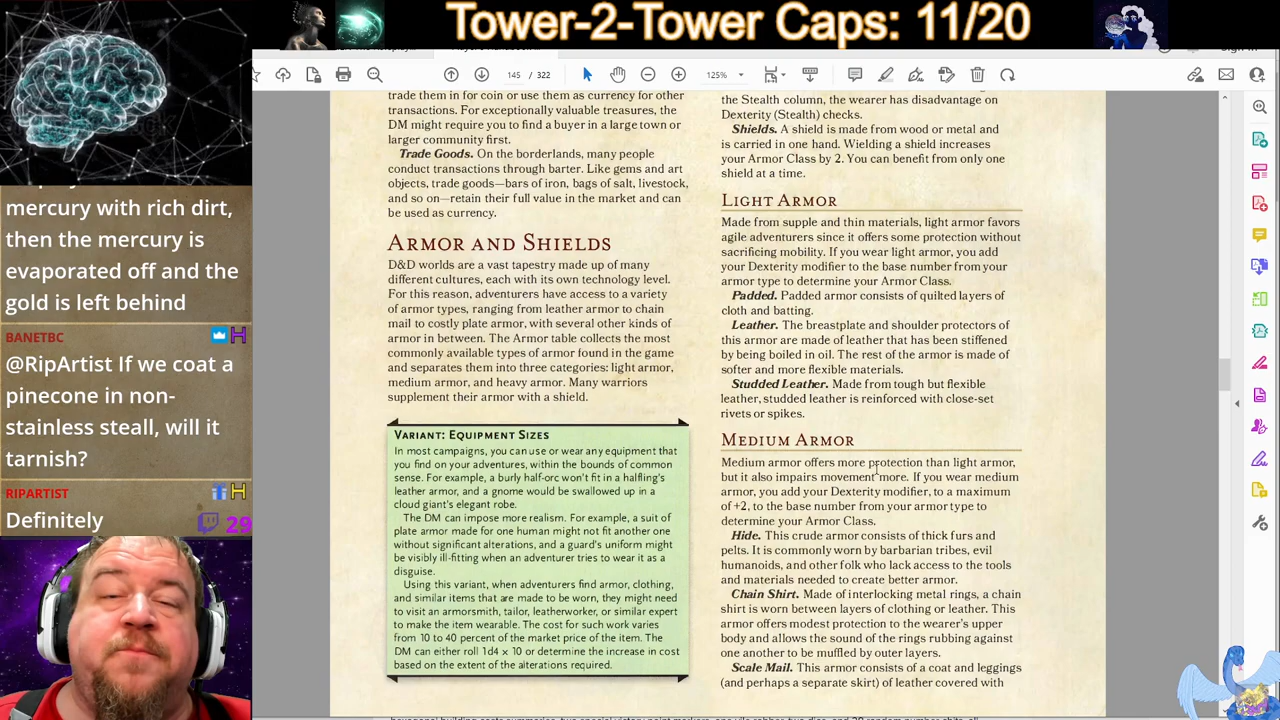 Tower-2-Tower Caps: 11/20
145 / 322
125%
mercury with rich dirt,
then the mercury is
evaporated off and the
gold is left behind
BANETBC
@RipArtist If we coat a
pinecone in non-
stainless steall, will it
tarnish?
RIPARTIST
Definitely
29
trade them in for coin or use them as currency for other
transactions. For exceptionally valuable treasures, the
DM might require you to find a buyer in a large town or
larger community first.
Trade Goods. On the borderlands, many people
conduct transactions through barter. Like gems and art
objects, trade goods—bars of iron, bags of salt, livestock,
and so on—retain their full value in the market and can
be used as currency.
ARMOR AND SHIELDS
D&D worlds are a vast tapestry made up of many
different cultures, each with its own technology level.
For this reason, adventurers have access to a variety
of armor types, ranging from leather armor to chain
mail to costly plate armor, with several other kinds of
armor in between. The Armor table collects the most
commonly available types of armor found in the game
and separates them into three categories: light armor,
medium armor, and heavy armor. Many warriors
supplement their armor with a shield.
VARIANT: EQUIPMENT SIZES
In most campaigns, you can use or wear any equipment that
you find on your adventures, within the bounds of common
sense. For example, a burly half-orc won't fit in a halfling's
leather armor, and a gnome would be swallowed up in a
cloud giant's elegant robe.
The DM can impose more realism. For example, a suit of
plate armor made for one human might not fit another one
without significant alterations, and a guard's uniform might
be visibly ill-fitting when an adventurer tries to wear it as a
disguise.
Using this variant, when adventurers find armor, clothing,
and similar items that are made to be worn, they might need
to visit an armorsmith, tailor, leatherworker, or similar expert
to make the item wearable. The cost for such work varies
from 10 to 40 percent of the market price of the item. The
DM can either roll 1d4 x 10 or determine the increase in cost
based on the extent of the alterations required.
the Stealth column, the wearer has disadvantage on
Dexterity (Stealth) checks.
Shields. A shield is made from wood or metal and
is carried in one hand. Wielding a shield increases
your Armor Class by 2. You can benefit from only one
shield at a time.
LIGHT ARMOR
Made from supple and thin materials, light armor favors
agile adventurers since it offers some protection without
sacrificing mobility. If you wear light armor, you add
your Dexterity modifier to the base number from your
armor type to determine your Armor Class.
Padded. Padded armor consists of quilted layers of
cloth and batting.
Leather. The breastplate and shoulder protectors of
this armor are made of leather that has been stiffened
by being boiled in oil. The rest of the armor is made of
softer and more flexible materials.
Studded Leather. Made from tough but flexible
leather, studded leather is reinforced with close-set
rivets or spikes.
MEDIUM ARMOR
Medium armor offers more protection than light armor,
but it also impairs movement more. If you wear medium
armor, you add your Dexterity modifier, to a maximum
of +2, to the base number from your armor type to
determine your Armor Class.
Hide. This crude armor consists of thick furs and
pelts. It is commonly worn by barbarian tribes, evil
humanoids, and other folk who lack access to the tools
and materials needed to create better armor.
Chain Shirt. Made of interlocking metal rings, a chain
shirt is worn between layers of clothing or leather. This
armor offers modest protection to the wearer's upper
body and allows the sound of the rings rubbing against
one another to be muffled by outer layers.
Scale Mail. This armor consists of a coat and leggings
(and perhaps a separate skirt) of leather covered with